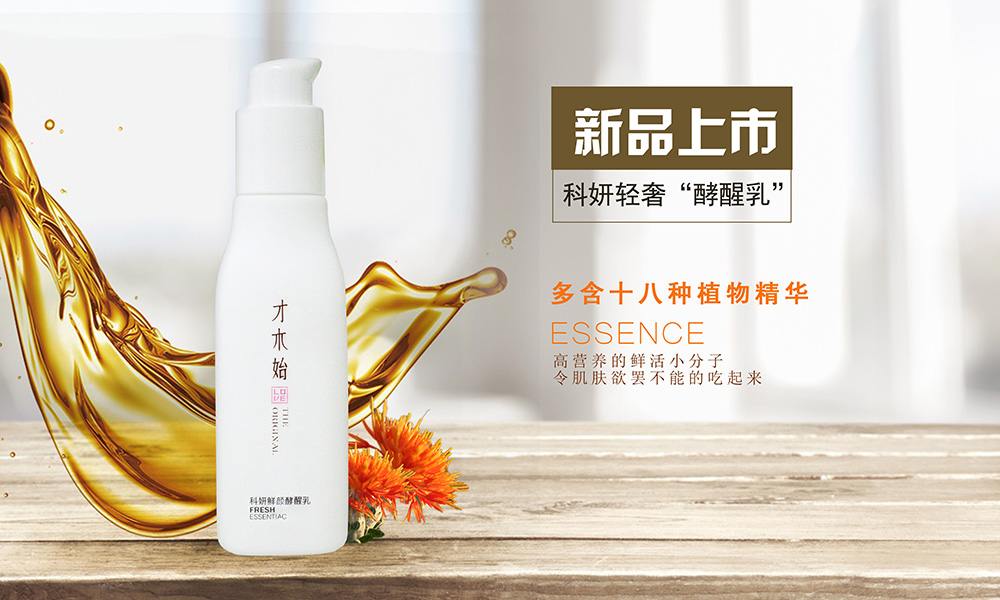 新品上市
科妍轻奢“酵醒乳”
多含十八种植物精华
ESSENCE
高营养的鲜活小分子
令肌肤欲罢不能的吃起来
才木始
LOVE
THE
ORIGINAL
科妍鲜颜酵醒乳
FRESH
ESSENTIAC